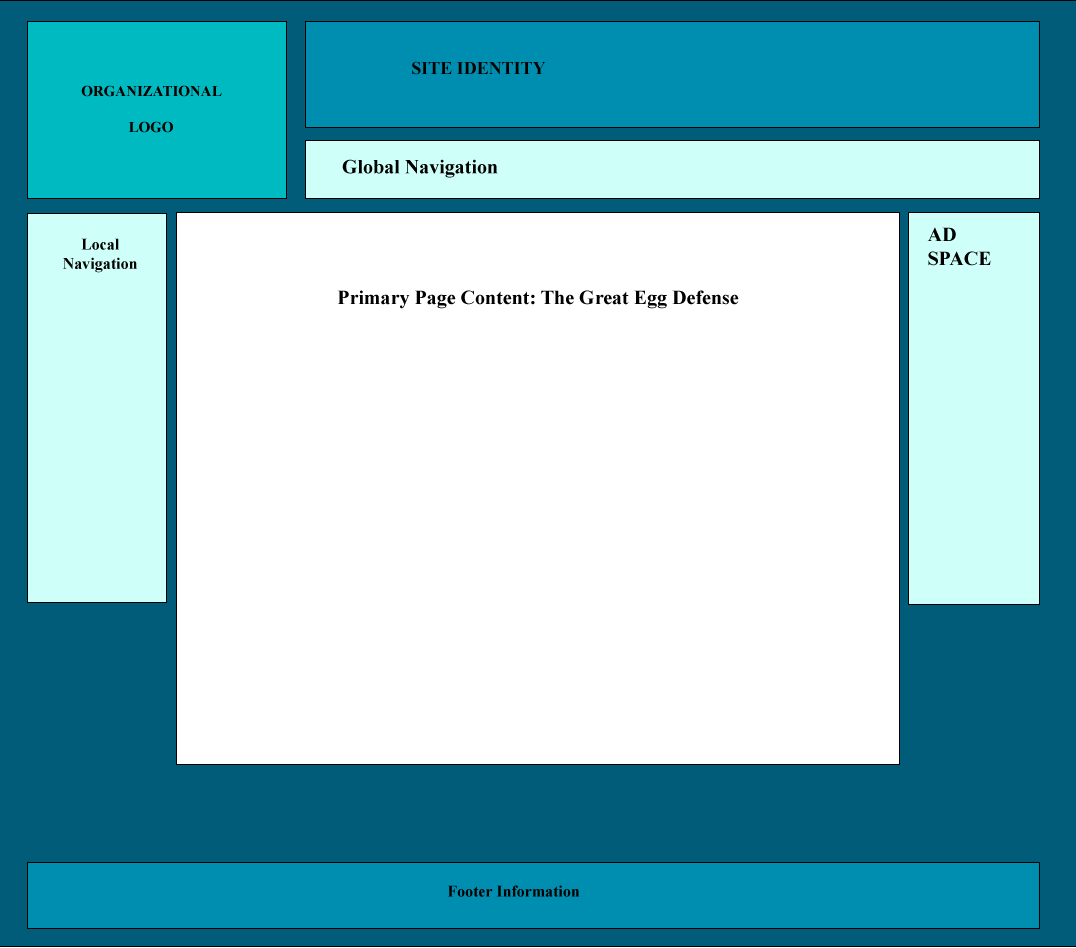 ORGANIZATIONAL
LOGO
SITE IDENTITY
Global Navigation
Local
Navigation
Primary Page Content: The Great Egg Defense
AD
SPACE
Footer Information